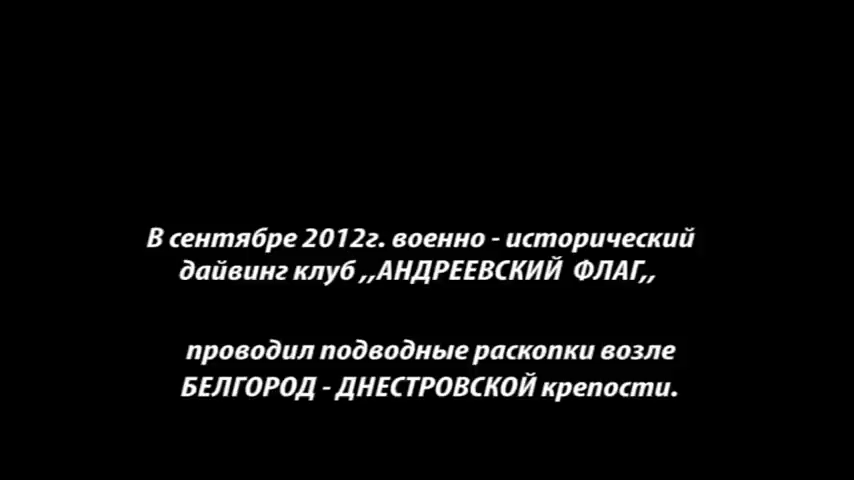 В сентябре 2012г. военно - исторический
дайвинг клуб ,,АНДРЕЕВСКИЙ ФЛАГ,,
проводил подводные раскопки возле
БЕЛГОРОД - ДНЕСТРОВСКОЙ крепости.